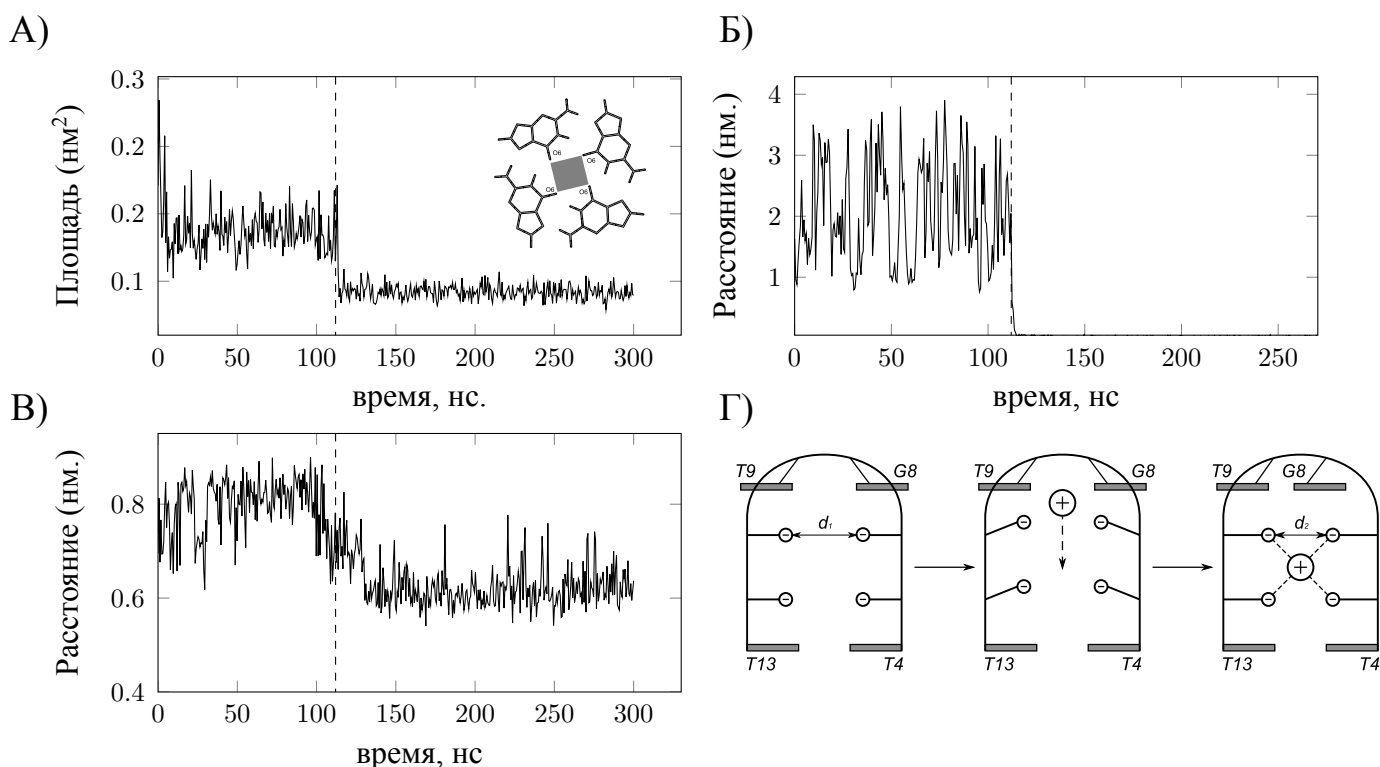 А)
Площадь (нм²)
0.3
0.2
0.2
0.1
O6
O6
O6
O6
0 50 100 150 200 250 300
время, нс.
Б)
Расстояние (нм.)
4
3
2
1
0 50 100 150 200 250
время, нс
В)
Расстояние (нм.)
0.8
0.6
0.4
0 50 100 150 200 250 300
время, нс
Г)
T9 G8 T9 G8 T9 G8
+
− d₁ − − − − d₂ −
+
− − − − − −
T13 T4 T13 T4 T13 T4